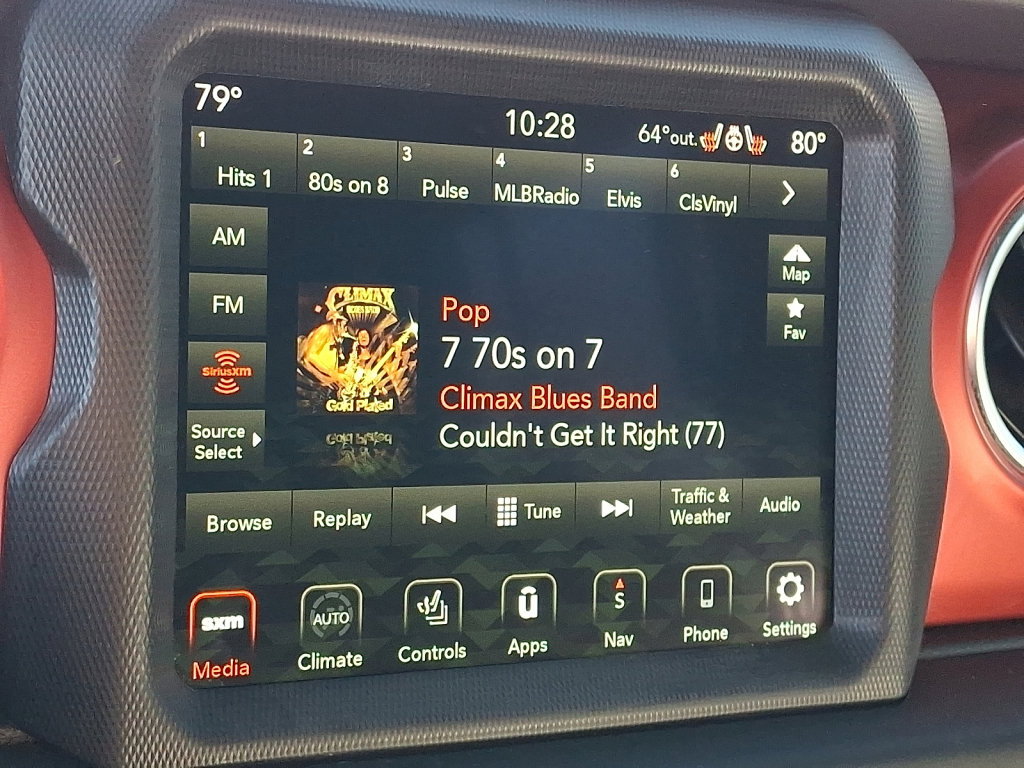 79°
10:28
64°out.
80°
1
Hits 1
2
80s on 8
3
Pulse
4
MLBRadio
5
Elvis
6
ClsVinyl
AM
FM
SiriusXM
Source
Select
Map
Fav
CLIMAX
BLUES BAND
Gold Plated
Pop
7 70s on 7
Climax Blues Band
Couldn't Get It Right (77)
Browse
Replay
Tune
Traffic &
Weather
Audio
sxm
Media
AUTO
Climate
Controls
ū
Apps
S
Nav
Phone
Settings